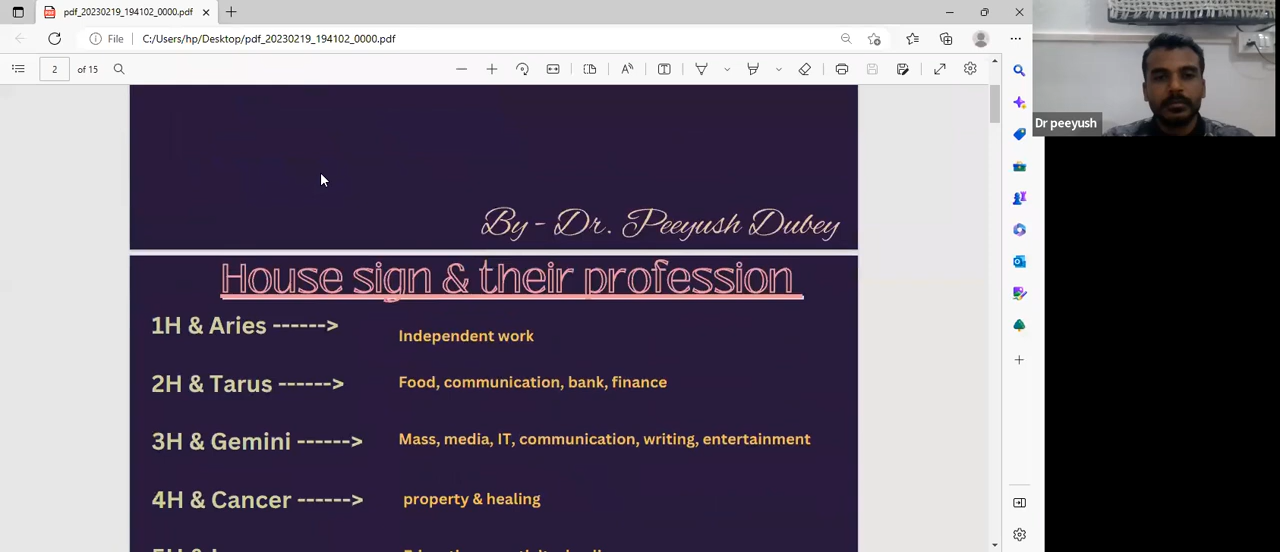 pdf_20230219_194102_0000.pdf
File
C:/Users/hp/Desktop/pdf_20230219_194102_0000.pdf
2 of 15
Dr peeyush
By - Dr. Peeyush Dubey
House sign & their profession
1H & Aries ------>
Independent work
2H & Tarus ------>
Food, communication, bank, finance
3H & Gemini ------>
Mass, media, IT, communication, writing, entertainment
4H & Cancer ------>
property & healing